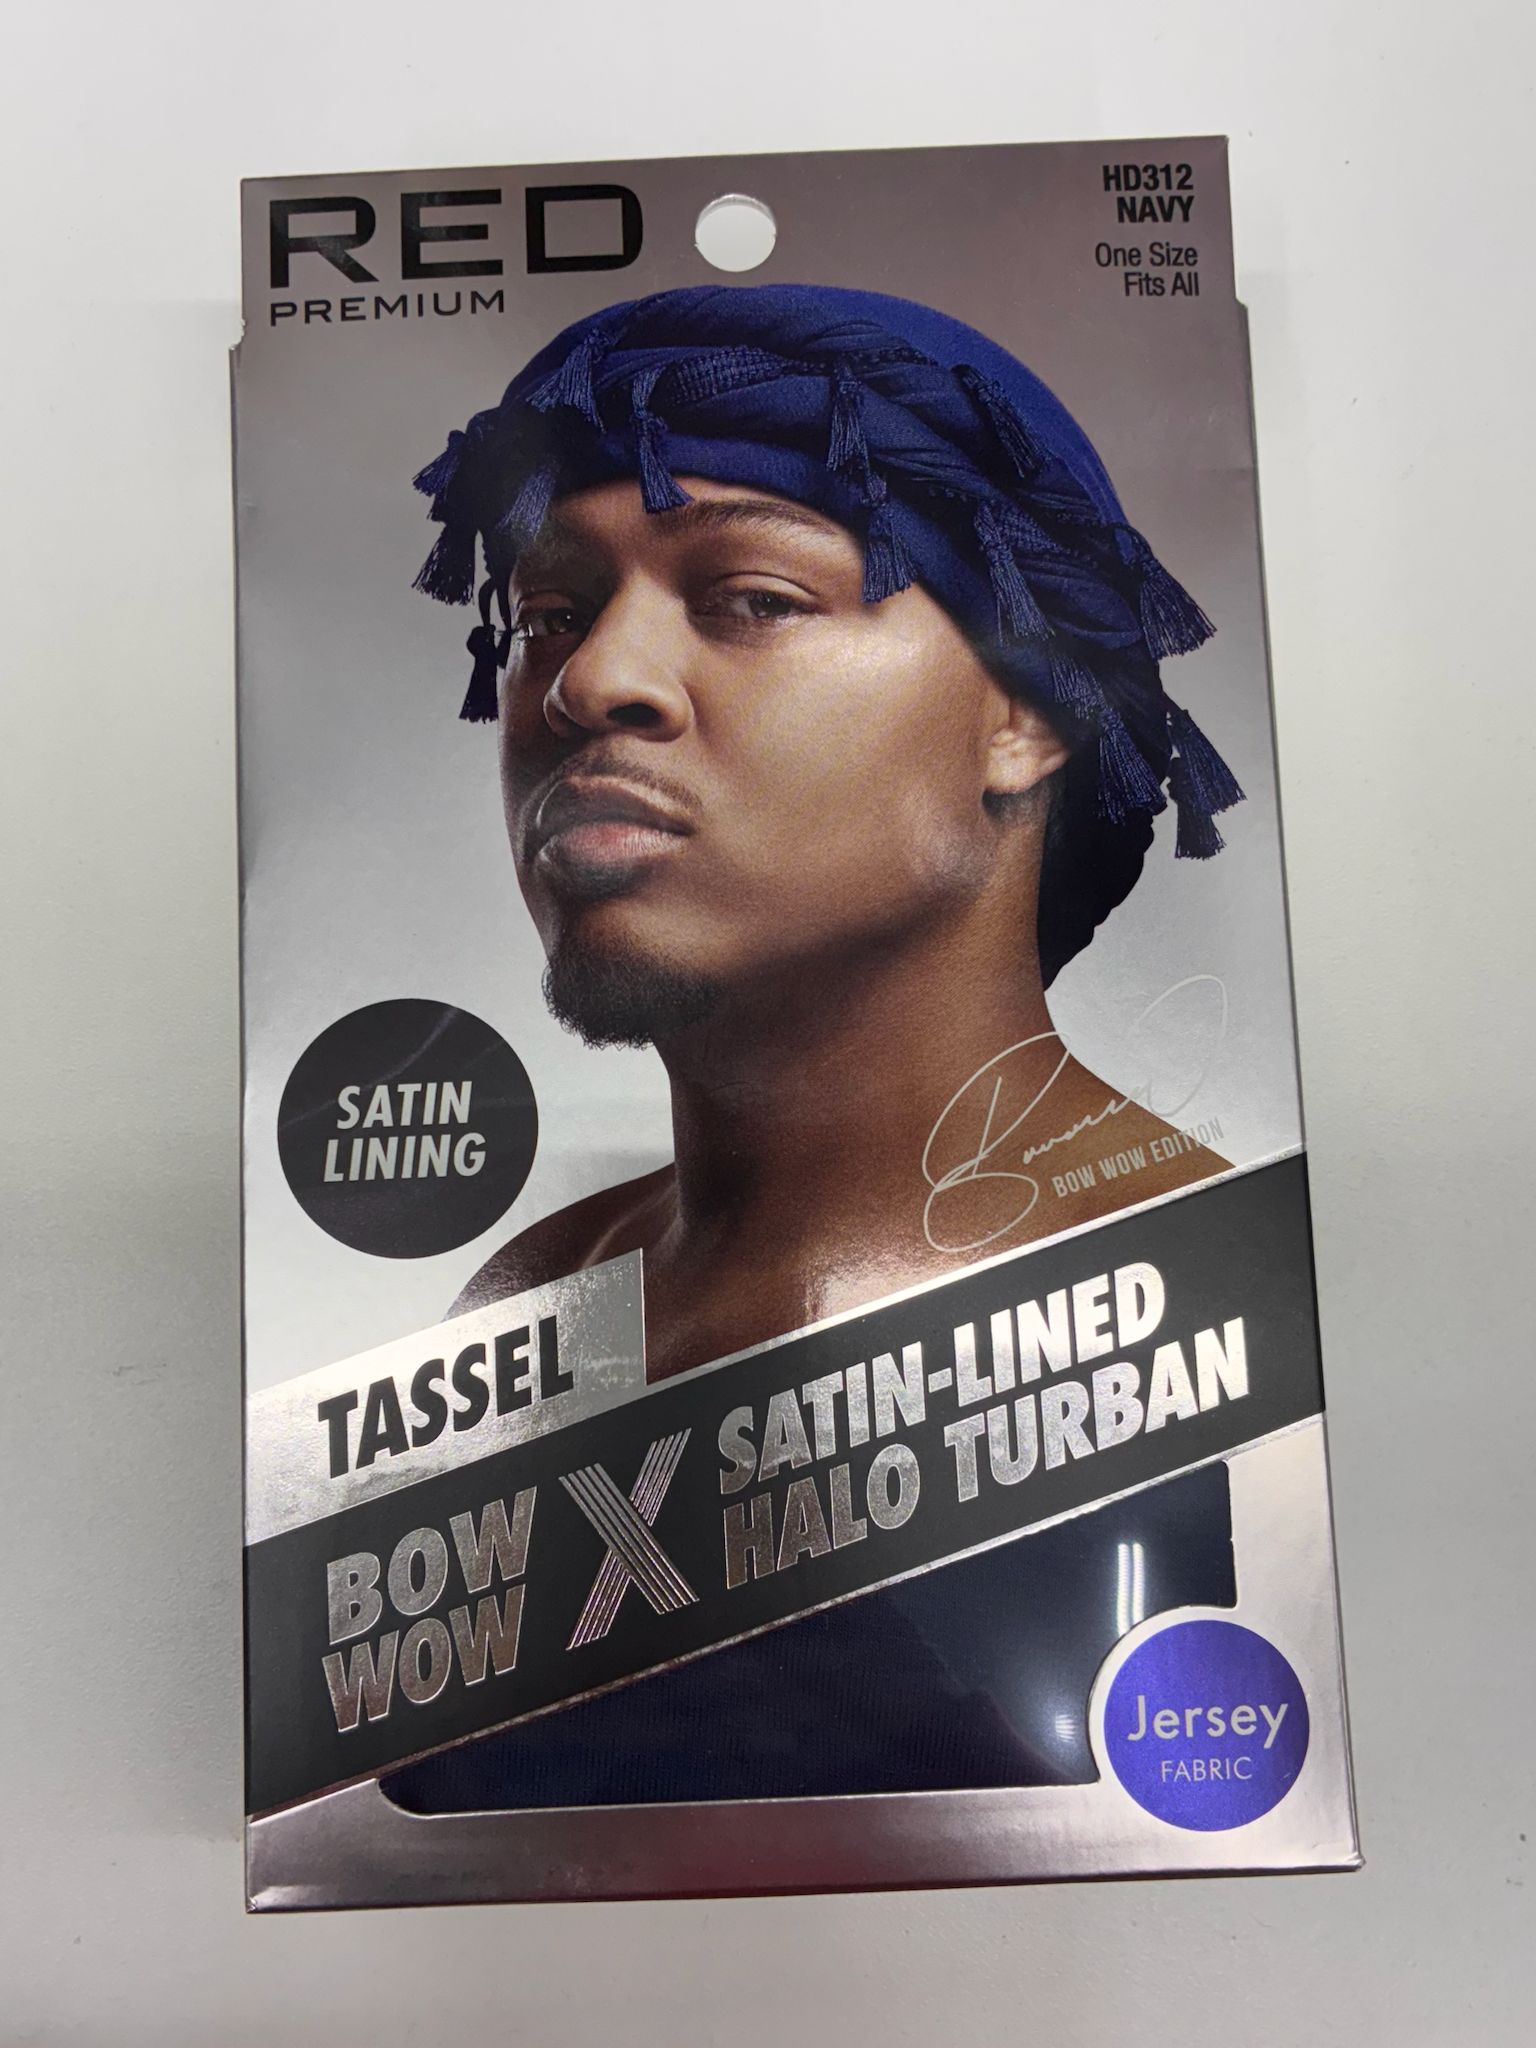 RED
PREMIUM
HD312
NAVY
One Size
Fits All
SATIN
LINING
BOW WOW EDITION
TASSEL
BOW
WOW
X
SATIN-LINED
HALO TURBAN
Jersey
FABRIC